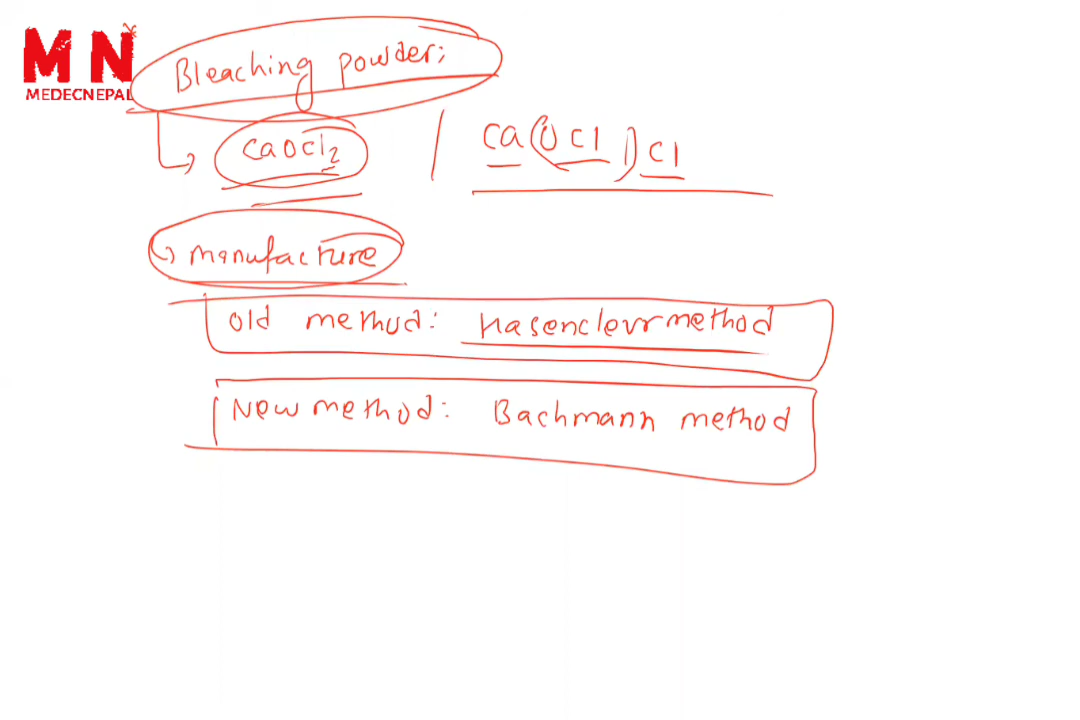 MN
MEDECNEPAL
Bleaching powder;
CaOCl2 / Ca(OCl)Cl
manufacture
Old method: Hasenclevr method
New method: Bachmann method